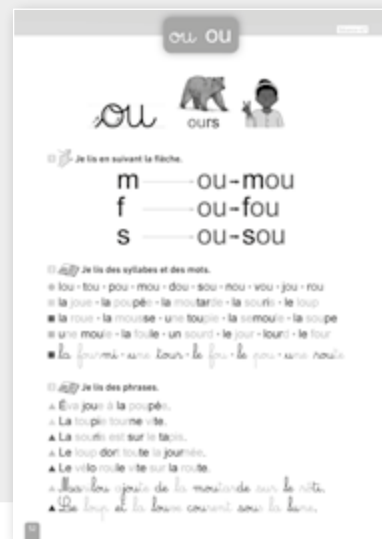 ou ou
ou
ours
Je lis en suivant la flèche.
m ou - mou
f ou - fou
s ou - sou
Je lis des syllabes et des mots.
lou - tou - pou - mou - dou - sou - nou - vou - jou - rou
la joue - la poupée - la moutarde - la souris - le loup
la roue - la mousse - une toupie - la semoule - la soupe
une moule - la foule - un sourd - le jour - lourd - le four
la fourmi - une tour - le fou - le pou - une route
Je lis des phrases.
Éva joue à la poupée.
La toupie tourne vite.
La souris est sur le tapis.
Le loup dort toute la journée.
Le vélo roule vite sur la route.
Marilou ajoute de la moutarde sur le rôti.
Le loup et la louve courent sous la lune.